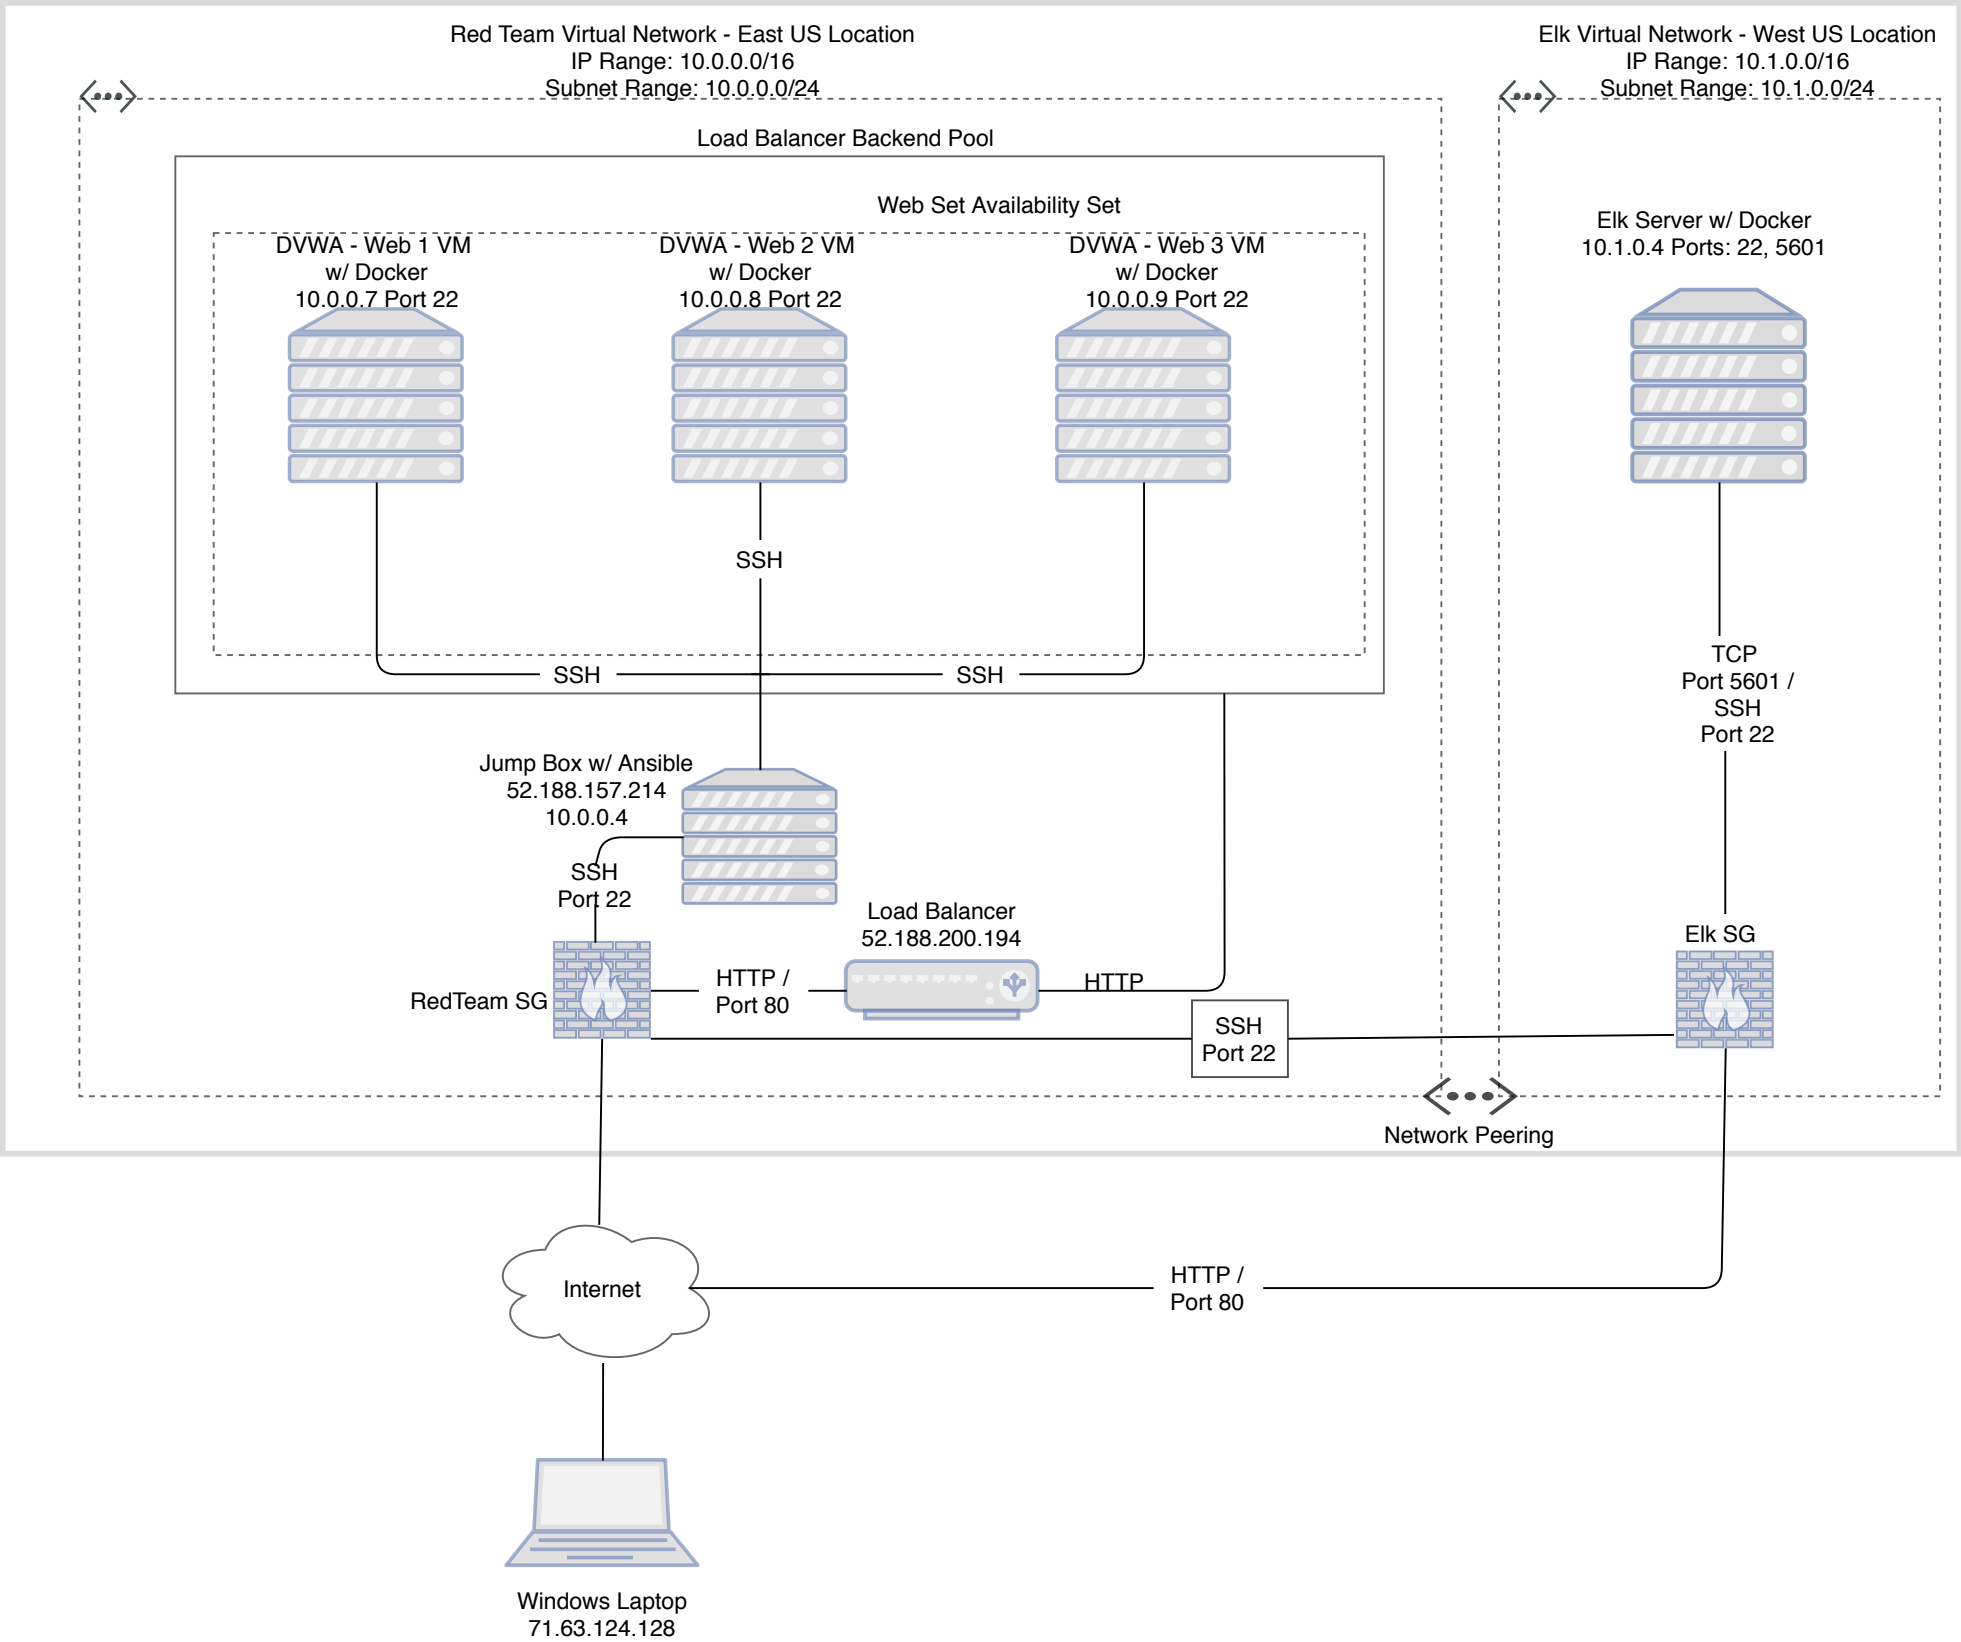 Red Team Virtual Network - East US Location
IP Range: 10.0.0.0/16
Subnet Range: 10.0.0.0/24
Elk Virtual Network - West US Location
IP Range: 10.1.0.0/16
Subnet Range: 10.1.0.0/24
Load Balancer Backend Pool
Web Set Availability Set
DVWA - Web 1 VM
w/ Docker
10.0.0.7 Port 22
DVWA - Web 2 VM
w/ Docker
10.0.0.8 Port 22
DVWA - Web 3 VM
w/ Docker
10.0.0.9 Port 22
Elk Server w/ Docker
10.1.0.4 Ports: 22, 5601
SSH
SSH
SSH
TCP
Port 5601 /
SSH
Port 22
Jump Box w/ Ansible
52.188.157.214
10.0.0.4
SSH
Port 22
Load Balancer
52.188.200.194
Elk SG
RedTeam SG
HTTP /
Port 80
HTTP
SSH
Port 22
Network Peering
Internet
HTTP /
Port 80
Windows Laptop
71.63.124.128